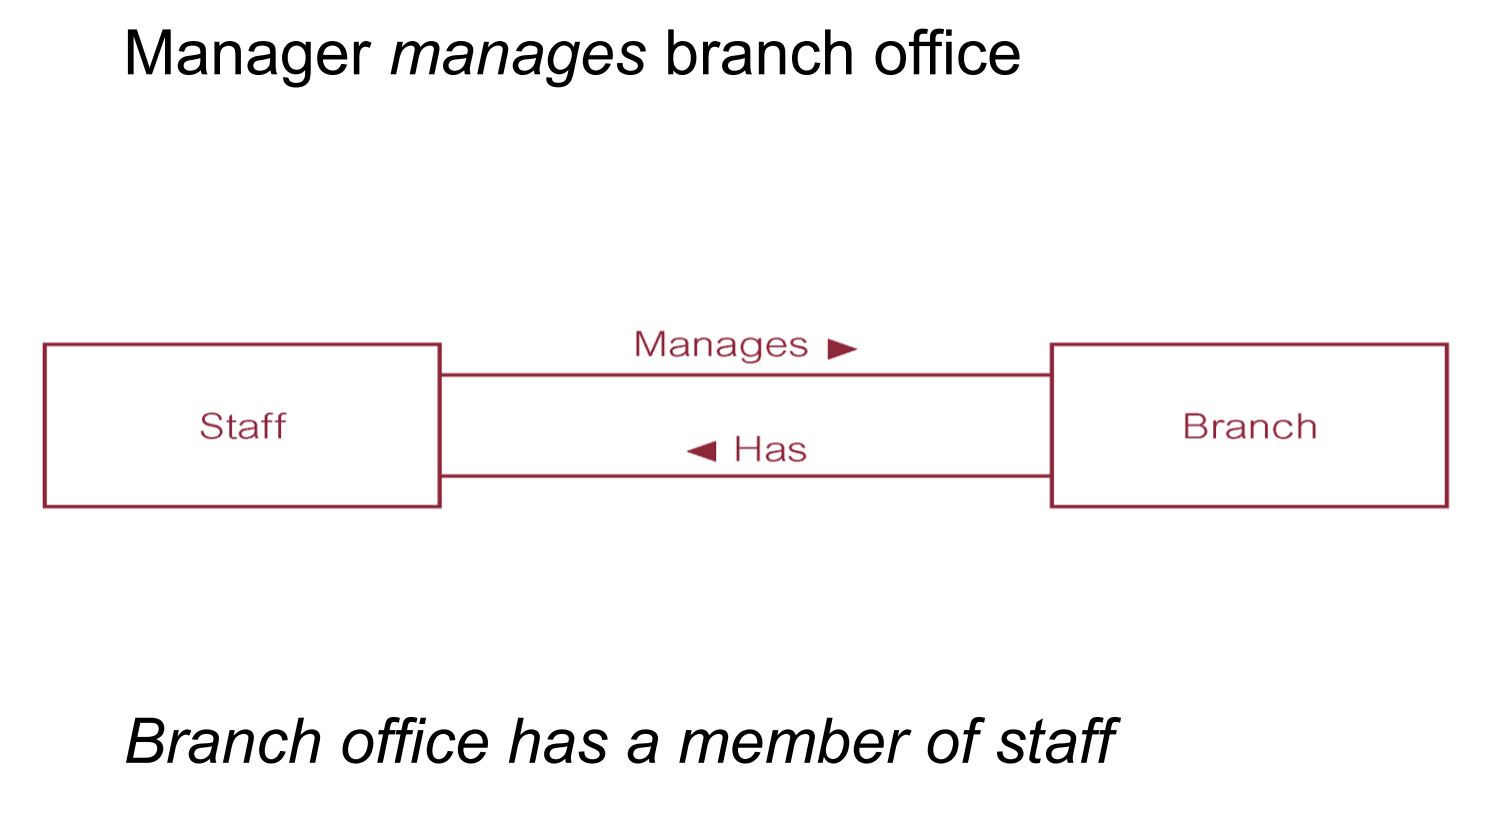 Manager manages branch office
Manages ►
Staff
Branch
◄ Has
Branch office has a member of staff